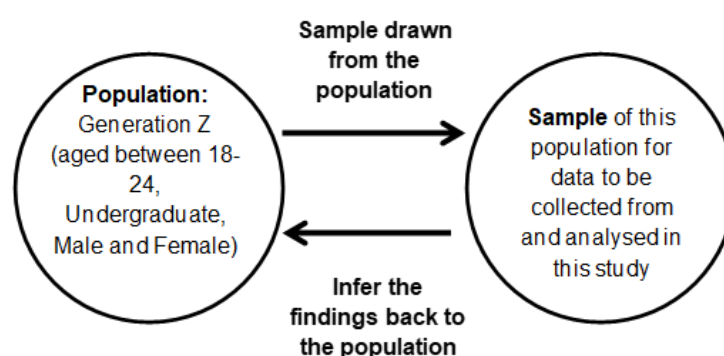 Population:
Generation Z
(aged between 18-
24,
Undergraduate,
Male and Female)
Sample drawn
from the
population
Sample of this
population for
data to be
collected from
and analysed in
this study
Infer the
findings back to
the population